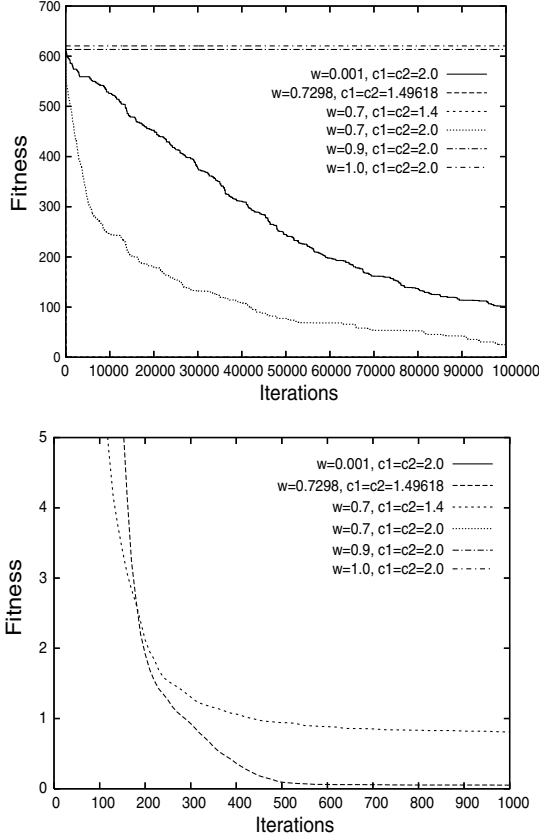 700
600
500
400
300
200
100
0
Fitness
w=0.001, c1=c2=2.0
w=0.7298, c1=c2=1.49618
w=0.7, c1=c2=1.4
w=0.7, c1=c2=2.0
w=0.9, c1=c2=2.0
w=1.0, c1=c2=2.0
0 10000 20000 30000 40000 50000 60000 70000 80000 90000 100000
Iterations
5
4
3
2
1
0
Fitness
w=0.001, c1=c2=2.0
w=0.7298, c1=c2=1.49618
w=0.7, c1=c2=1.4
w=0.7, c1=c2=2.0
w=0.9, c1=c2=2.0
w=1.0, c1=c2=2.0
0 100 200 300 400 500 600 700 800 900 1000
Iterations